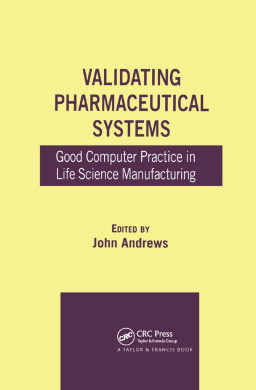 VALIDATING
PHARMACEUTICAL
SYSTEMS
Good Computer Practice in
Life Science Manufacturing
EDITED BY
John Andrews
CRC
CRC Press
Taylor & Francis Group
A TAYLOR & FRANCIS BOOK